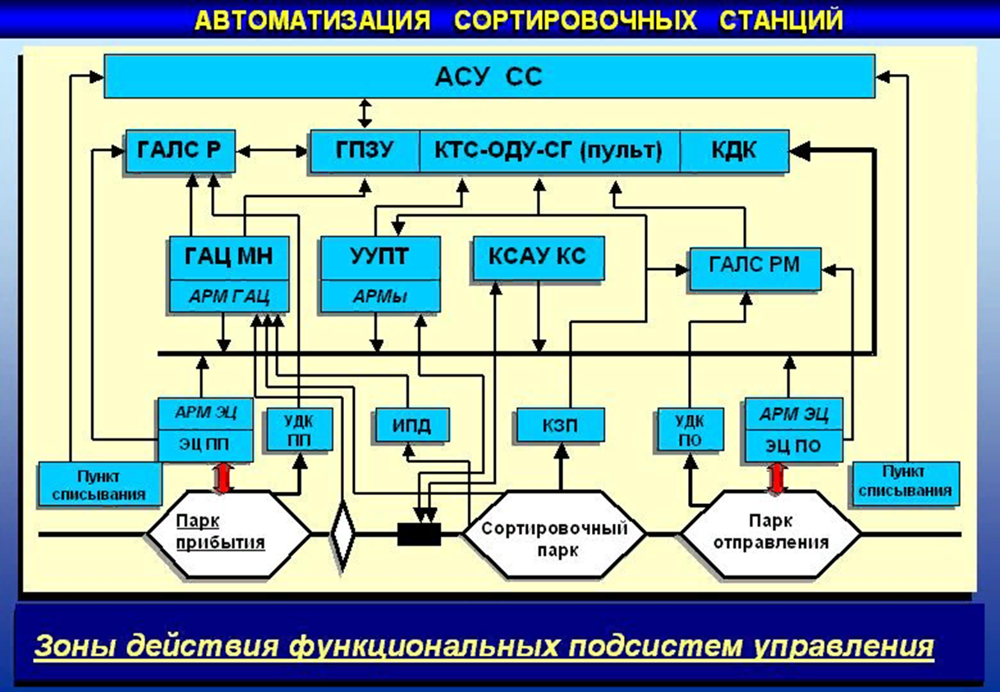 АВТОМАТИЗАЦИЯ СОРТИРОВОЧНЫХ СТАНЦИЙ
АСУ СС
ГАЛС Р
ГПЗУ
КТС-ОДУ-СГ (пульт)
КДК
ГАЦ МН
АРМ ГАЦ
УУПТ
АРМы
КСАУ КС
ГАЛС РМ
АРМ ЭЦ
ЭЦ ПП
УДК
ПП
ИПД
КЗП
УДК
ПО
АРМ ЭЦ
ЭЦ ПО
Пункт
списывания
Пункт
списывания
Парк
прибытия
Сортировочный
парк
Парк
отправления
Зоны действия функциональных подсистем управления